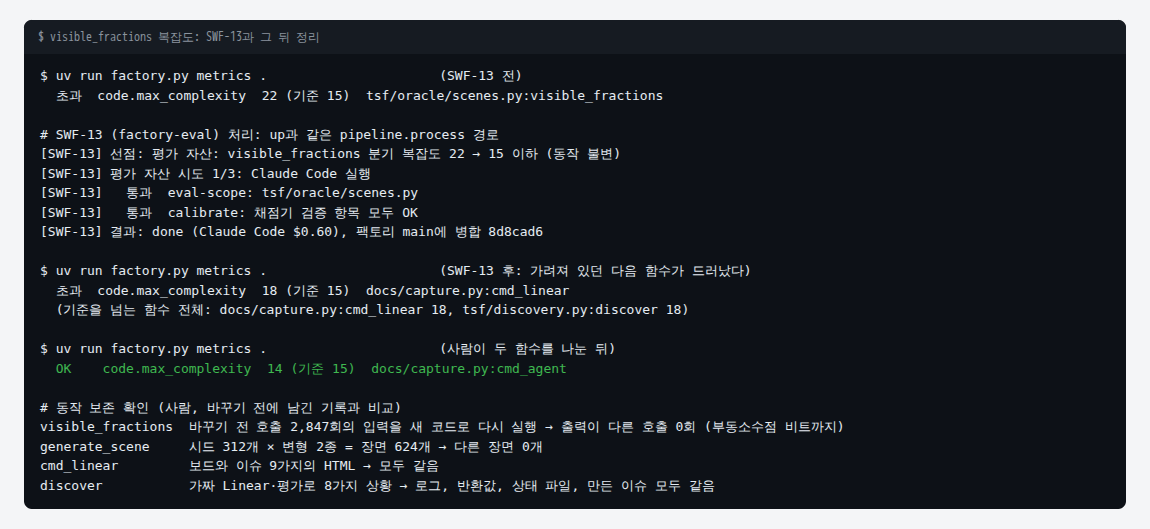 $ visible_fractions 복잡도: SWF-13과 그 뒤 정리
$ uv run factory.py metrics . (SWF-13 전)
초과 code.max_complexity 22 (기준 15) tsf/oracle/scenes.py:visible_fractions
# SWF-13 (factory-eval) 처리: up과 같은 pipeline.process 경로
[SWF-13] 선점: 평가 자산: visible_fractions 분기 복잡도 22 → 15 이하 (동작 불변)
[SWF-13] 평가 자산 시도 1/3: Claude Code 실행
[SWF-13] 통과 eval-scope: tsf/oracle/scenes.py
[SWF-13] 통과 calibrate: 채점기 검증 항목 모두 OK
[SWF-13] 결과: done (Claude Code $0.60), 팩토리 main에 병합 8d8cad6
$ uv run factory.py metrics . (SWF-13 후: 가려져 있던 다음 함수가 드러났다)
초과 code.max_complexity 18 (기준 15) docs/capture.py:cmd_linear
(기준을 넘는 함수 전체: docs/capture.py:cmd_linear 18, tsf/discovery.py:discover 18)
$ uv run factory.py metrics . (사람이 두 함수를 나눈 뒤)
OK code.max_complexity 14 (기준 15) docs/capture.py:cmd_agent
# 동작 보존 확인 (사람, 바꾸기 전에 남긴 기록과 비교)
visible_fractions 바꾸기 전 호출 2,847회의 입력을 새 코드로 다시 실행 → 출력이 다른 호출 0회 (부동소수점 비트까지)
generate_scene 시드 312개 × 변형 2종 = 장면 624개 → 다른 장면 0개
cmd_linear 보드와 이슈 9가지의 HTML → 모두 같음
discover 가짜 Linear·평가로 8가지 상황 → 로그, 반환값, 상태 파일, 만든 이슈 모두 같음